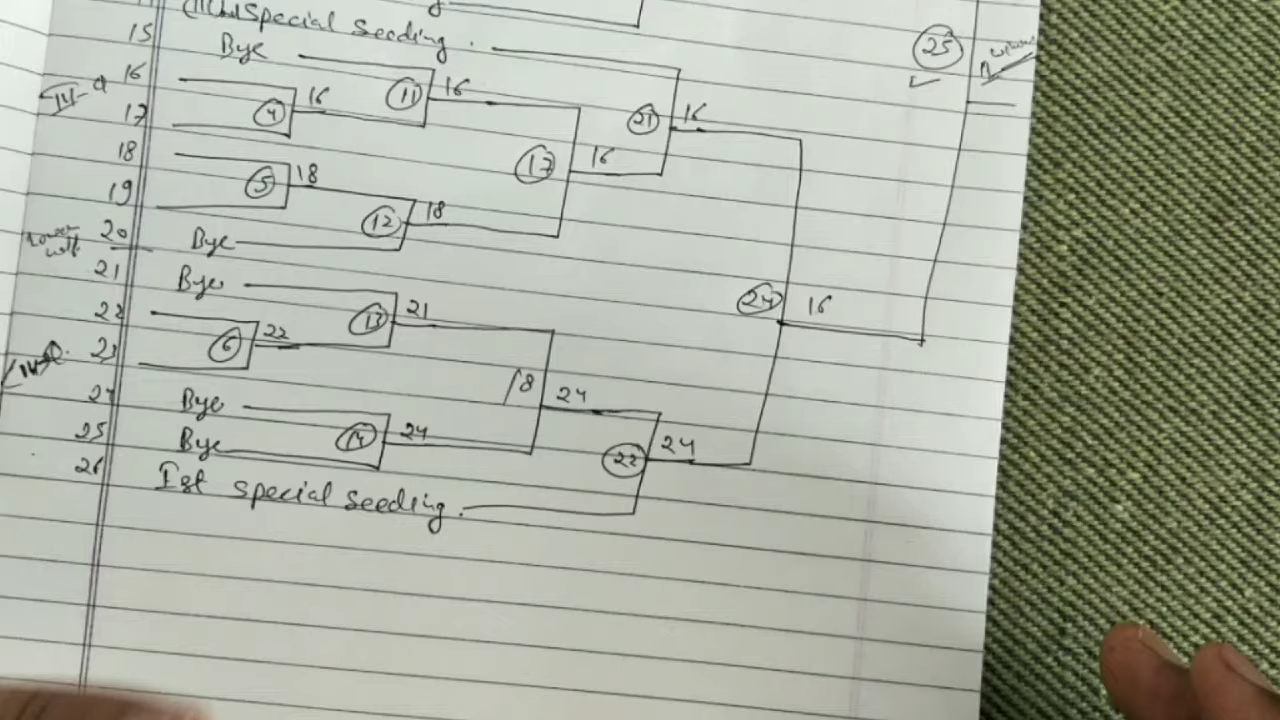 Special Seeding.
15 Bye
25
16 4 16 11 16 21 16
17 17 16
18 5 18
19 12 18
20 Bye
21 Bye 13 21
22 6 22 24 16
23
24 Bye 18 24
25 Bye 14 24 22 24
26 Ist special seeding.